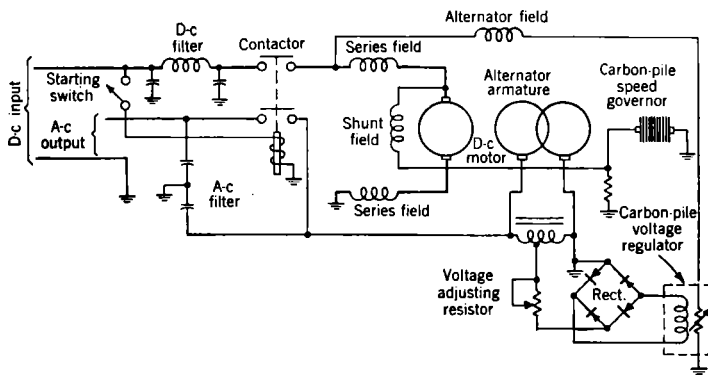 Alternator field
D-c
filter
Contactor
Series field
Alternator
armature
Carbon-pile
speed
governor
D-c input
Starting
switch
A-c
output
Shunt
field
D-c
motor
A-c
filter
Series field
Carbon-pile
voltage
regulator
Voltage
adjusting
resistor
Rect.